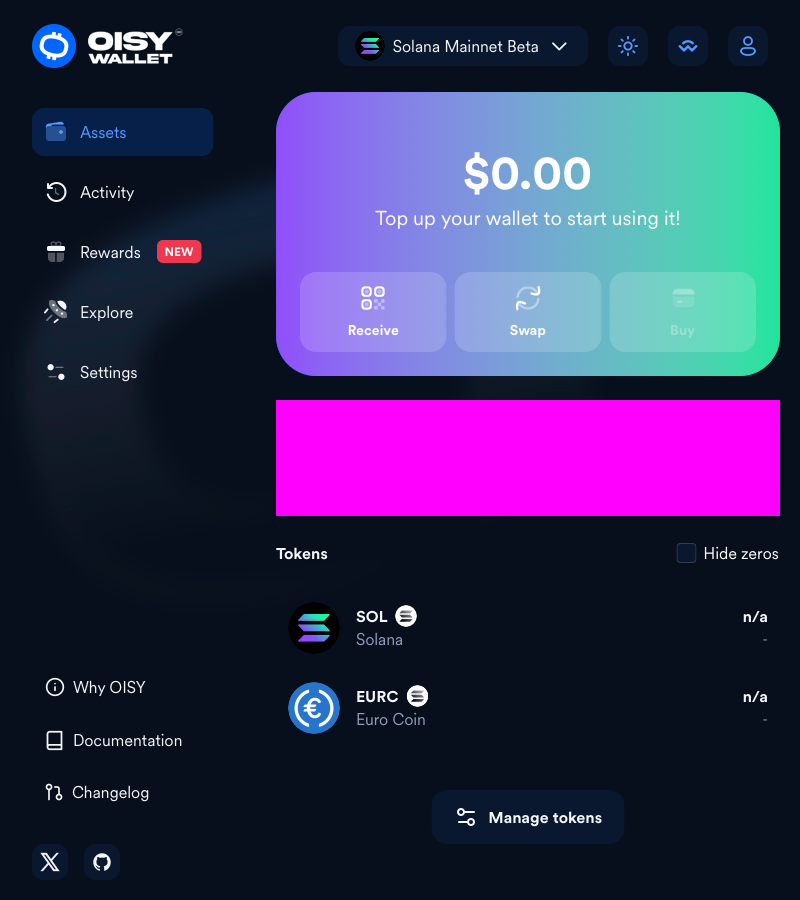 OISY
WALLET
Solana Mainnet Beta
Assets
Activity
Rewards NEW
Explore
Settings
$0.00
Top up your wallet to start using it!
Receive
Swap
Buy
Tokens
Hide zeros
SOL
Solana
n/a
-
EURC
Euro Coin
n/a
-
Manage tokens
Why OISY
Documentation
Changelog